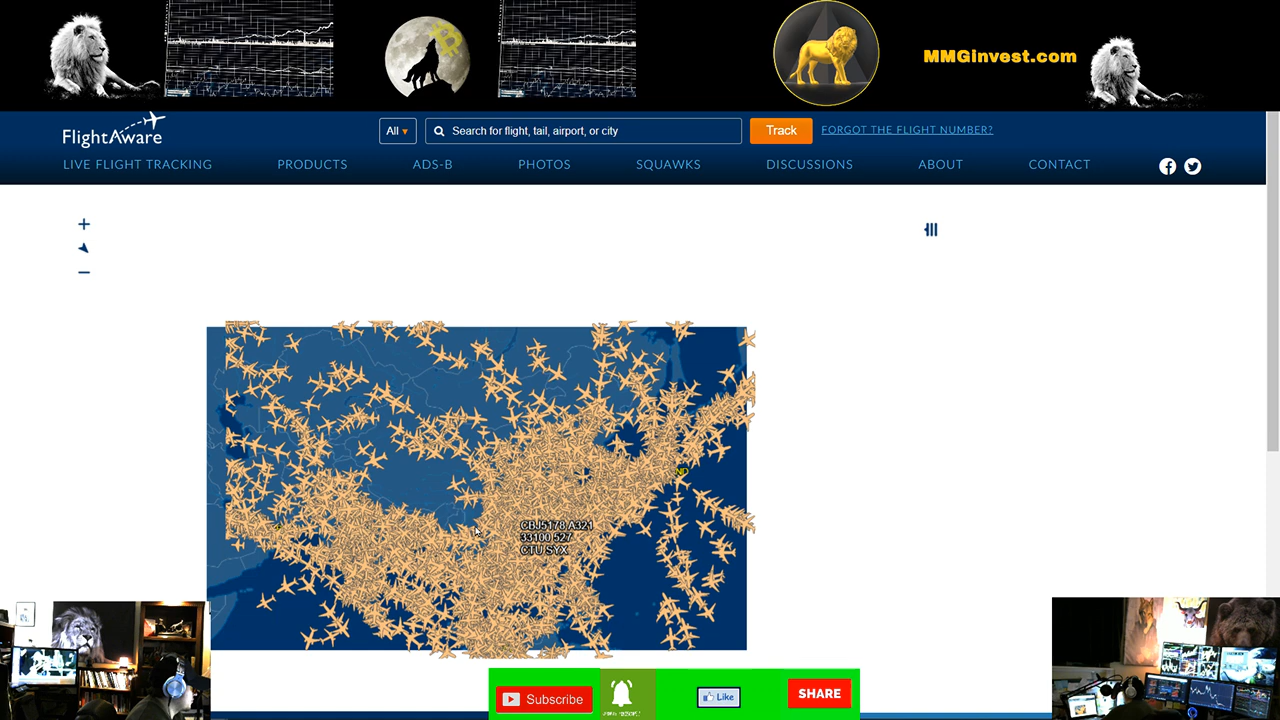 MMGinvest.com
FlightAware
All
Search for flight, tail, airport, or city
Track
FORGOT THE FLIGHT NUMBER?
LIVE FLIGHT TRACKING
PRODUCTS
ADS-B
PHOTOS
SQUAWKS
DISCUSSIONS
ABOUT
CONTACT
ND
CBJ5178 A321
33100 527
CTU SYX
Subscribe
Like
SHARE